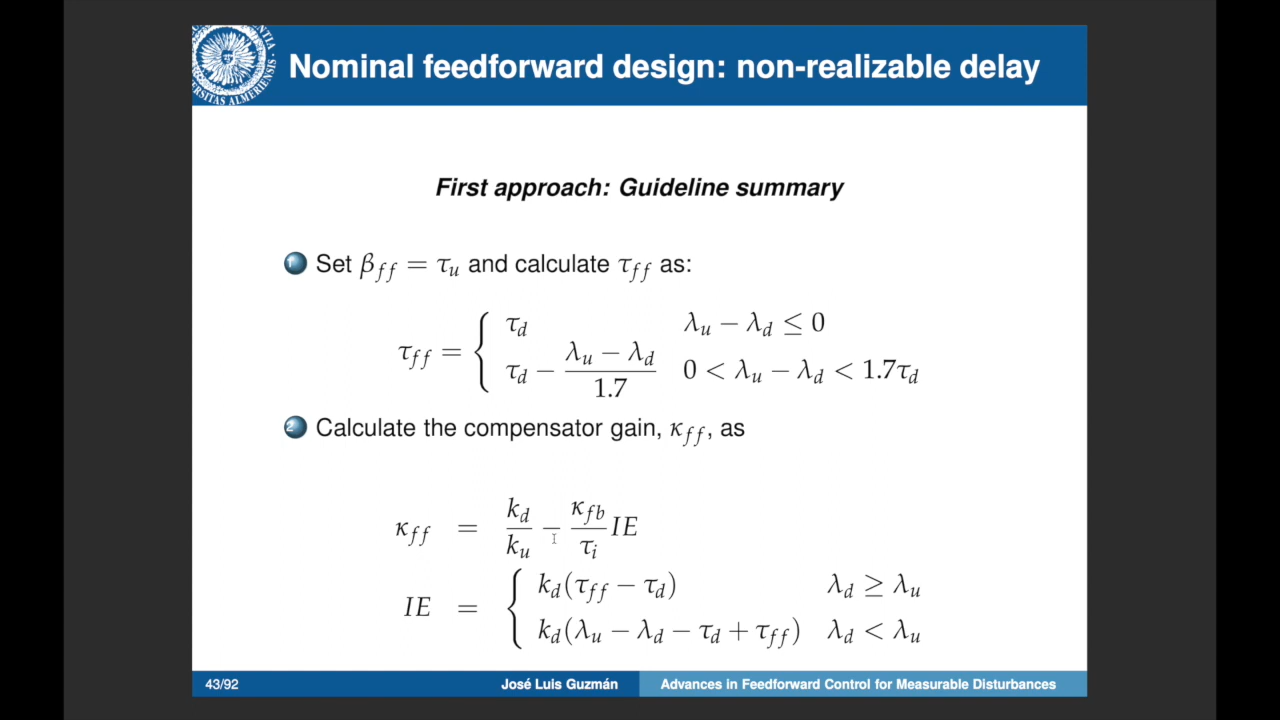 Nominal feedforward design: non-realizable delay
First approach: Guideline summary
1 Set β_ff = τ_u and calculate τ_ff as:
τ_ff = { τ_d    λ_u − λ_d ≤ 0
τ_d − (λ_u − λ_d)/1.7    0 < λ_u − λ_d < 1.7τ_d
2 Calculate the compensator gain, κ_ff, as
κ_ff = k_d/k_u − κ_fb/τ_i IE
IE = { k_d(τ_ff − τ_d)    λ_d ≥ λ_u
k_d(λ_u − λ_d − τ_d + τ_ff)    λ_d < λ_u
43/92 José Luis Guzmán Advances in Feedforward Control for Measurable Disturbances